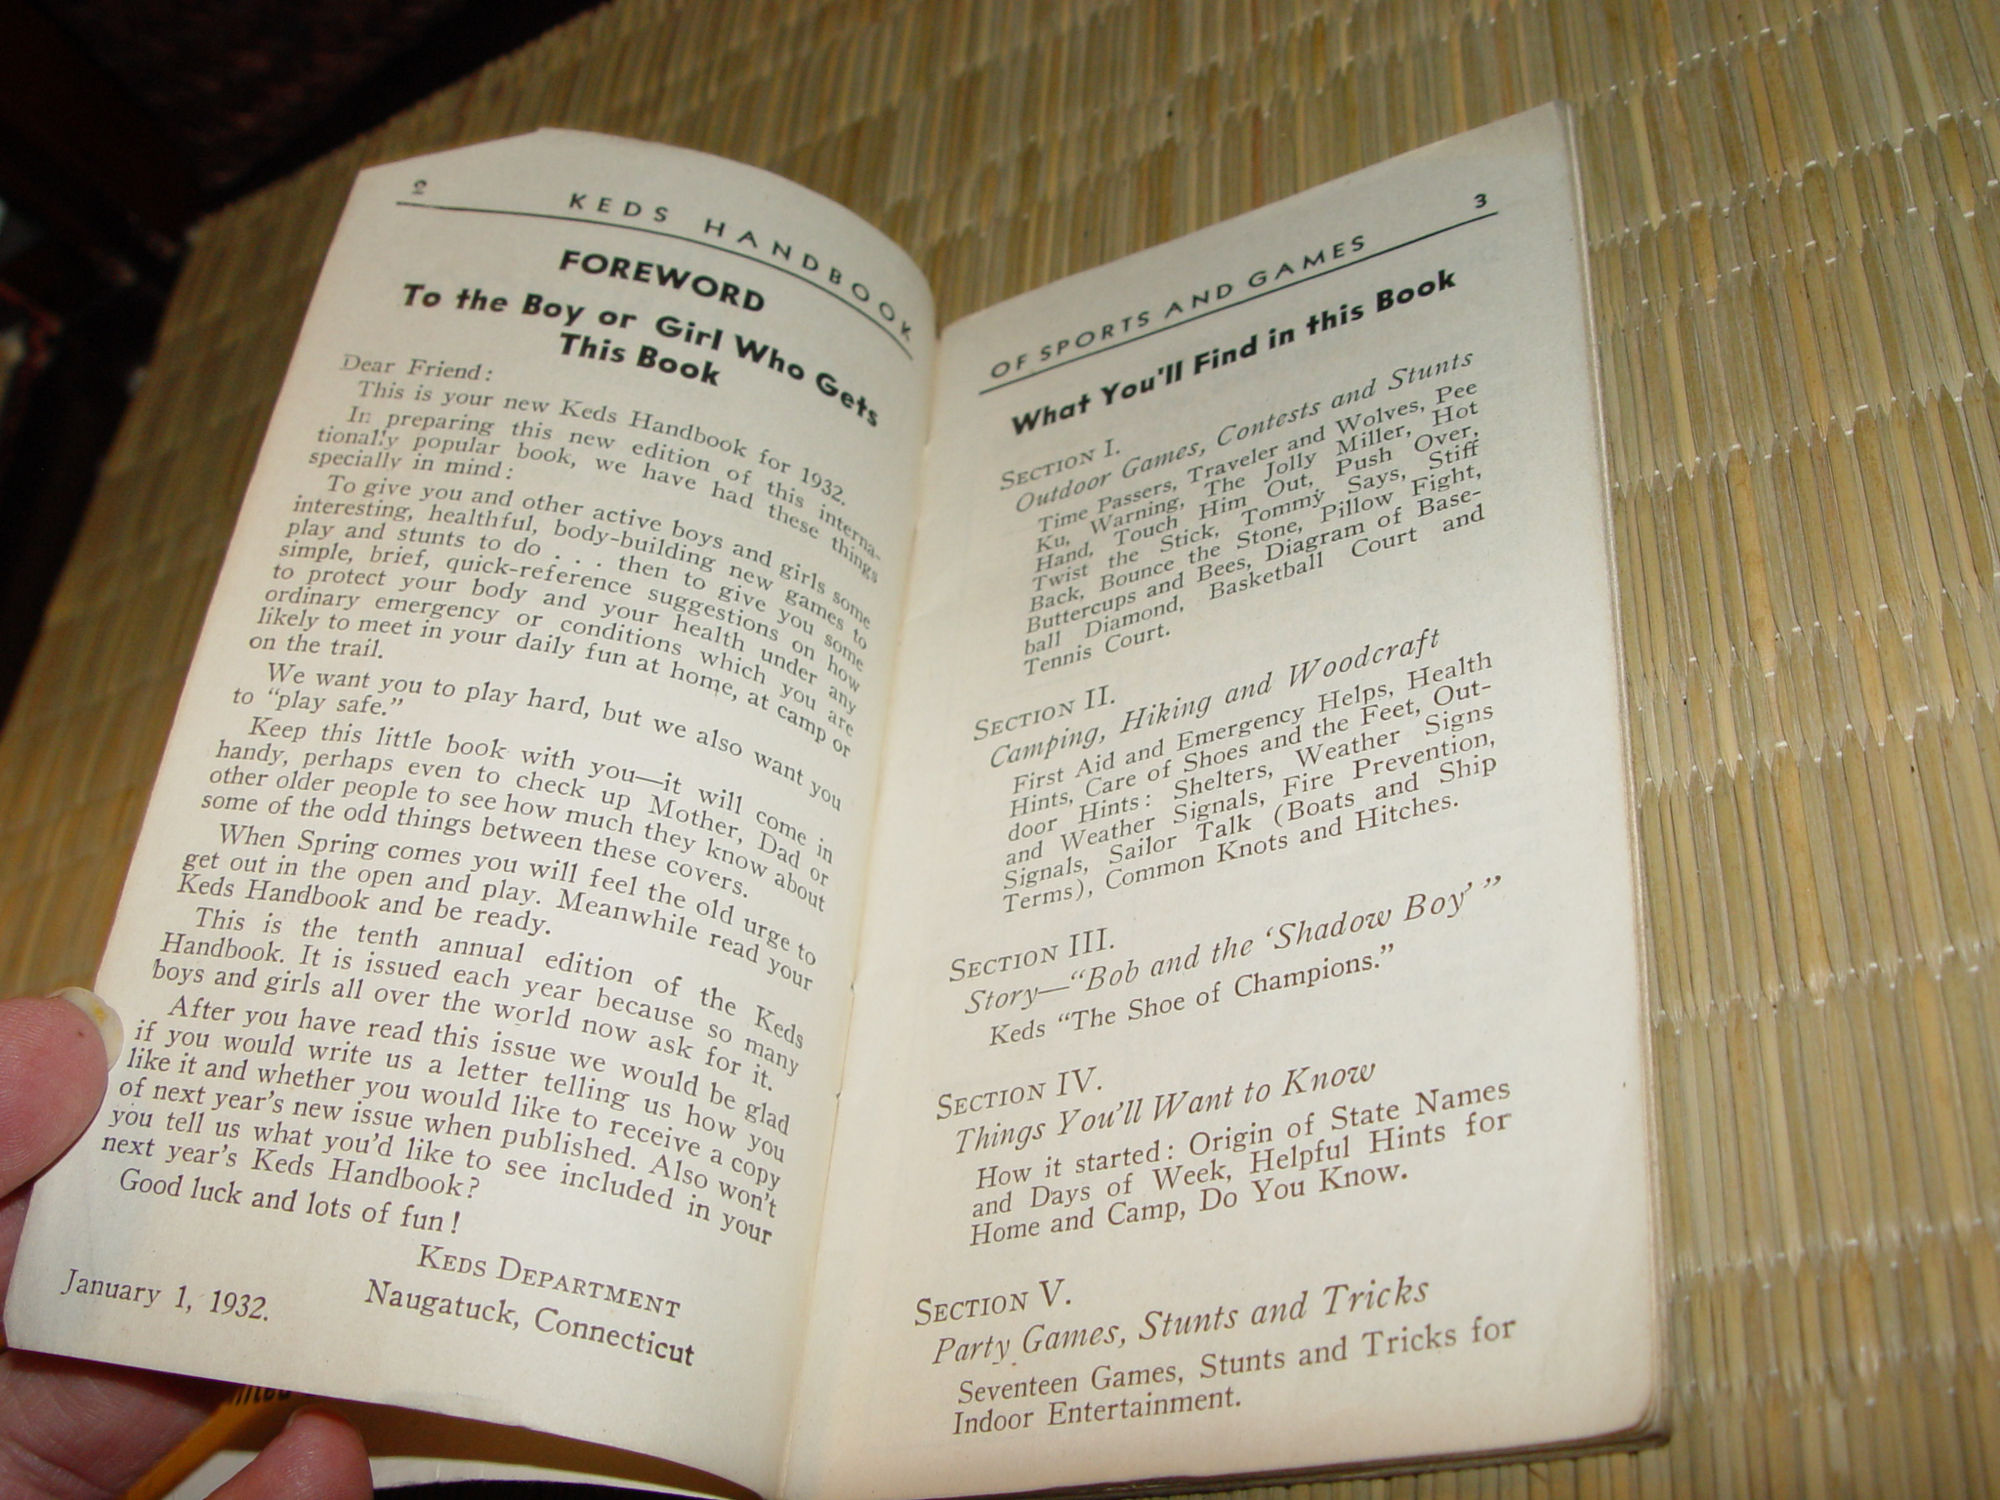 2
KEDS HANDBOOK
FOREWORD
To the Boy or Girl Who Gets
This Book
Dear Friend:
This is your new Keds Handbook for 1932.
In preparing this new edition of this interna-
tionally popular book, we have had these things
specially in mind:
To give you and other active boys and girls some
interesting, healthful, body-building new games to
play and stunts to do . . . then to give you some
simple, brief, quick-reference suggestions on how
to protect your body and your health under any
ordinary emergency or conditions which you are
likely to meet in your daily fun at home, at camp or
on the trail.
We want you to play hard, but we also want you
to “play safe.”
Keep this little book with you—it will come in
handy, perhaps even to check up Mother, Dad or
other older people to see how much they know about
some of the odd things between these covers.
When Spring comes you will feel the old urge to
get out in the open and play. Meanwhile read your
Keds Handbook and be ready.
This is the tenth annual edition of the Keds
Handbook. It is issued each year because so many
boys and girls all over the world now ask for it.
After you have read this issue we would be glad
if you would write us a letter telling us how you
like it and whether you would like to receive a copy
of next year’s new issue when published. Also won’t
you tell us what you’d like to see included in your
next year’s Keds Handbook?
Good luck and lots of fun!
KEDS DEPARTMENT
Naugatuck, Connecticut
January 1, 1932.
3
OF SPORTS AND GAMES
What You’ll Find in this Book
SECTION I.
Outdoor Games, Contests and Stunts
Time Passers, Traveler and Wolves, Pee
Ku, Warning, The Jolly Miller, Hot
Hand, Touch Him Out, Push Over,
Twist the Stick, Tommy Says, Stiff
Back, Bounce the Stone, Pillow Fight,
Buttercups and Bees, Diagram of Base-
ball Diamond, Basketball Court and
Tennis Court.
SECTION II.
Camping, Hiking and Woodcraft
First Aid and Emergency Helps, Health
Hints, Care of Shoes and the Feet, Out-
door Hints: Shelters, Weather Signs
and Weather Signals, Fire Prevention,
Signals, Sailor Talk (Boats and Ship
Terms), Common Knots and Hitches.
SECTION III.
Story—“Bob and the ‘Shadow Boy’ ”
Keds “The Shoe of Champions.”
SECTION IV.
Things You’ll Want to Know
How it started: Origin of State Names
and Days of Week, Helpful Hints for
Home and Camp, Do You Know.
SECTION V.
Party Games, Stunts and Tricks
Seventeen Games, Stunts and Tricks for
Indoor Entertainment.